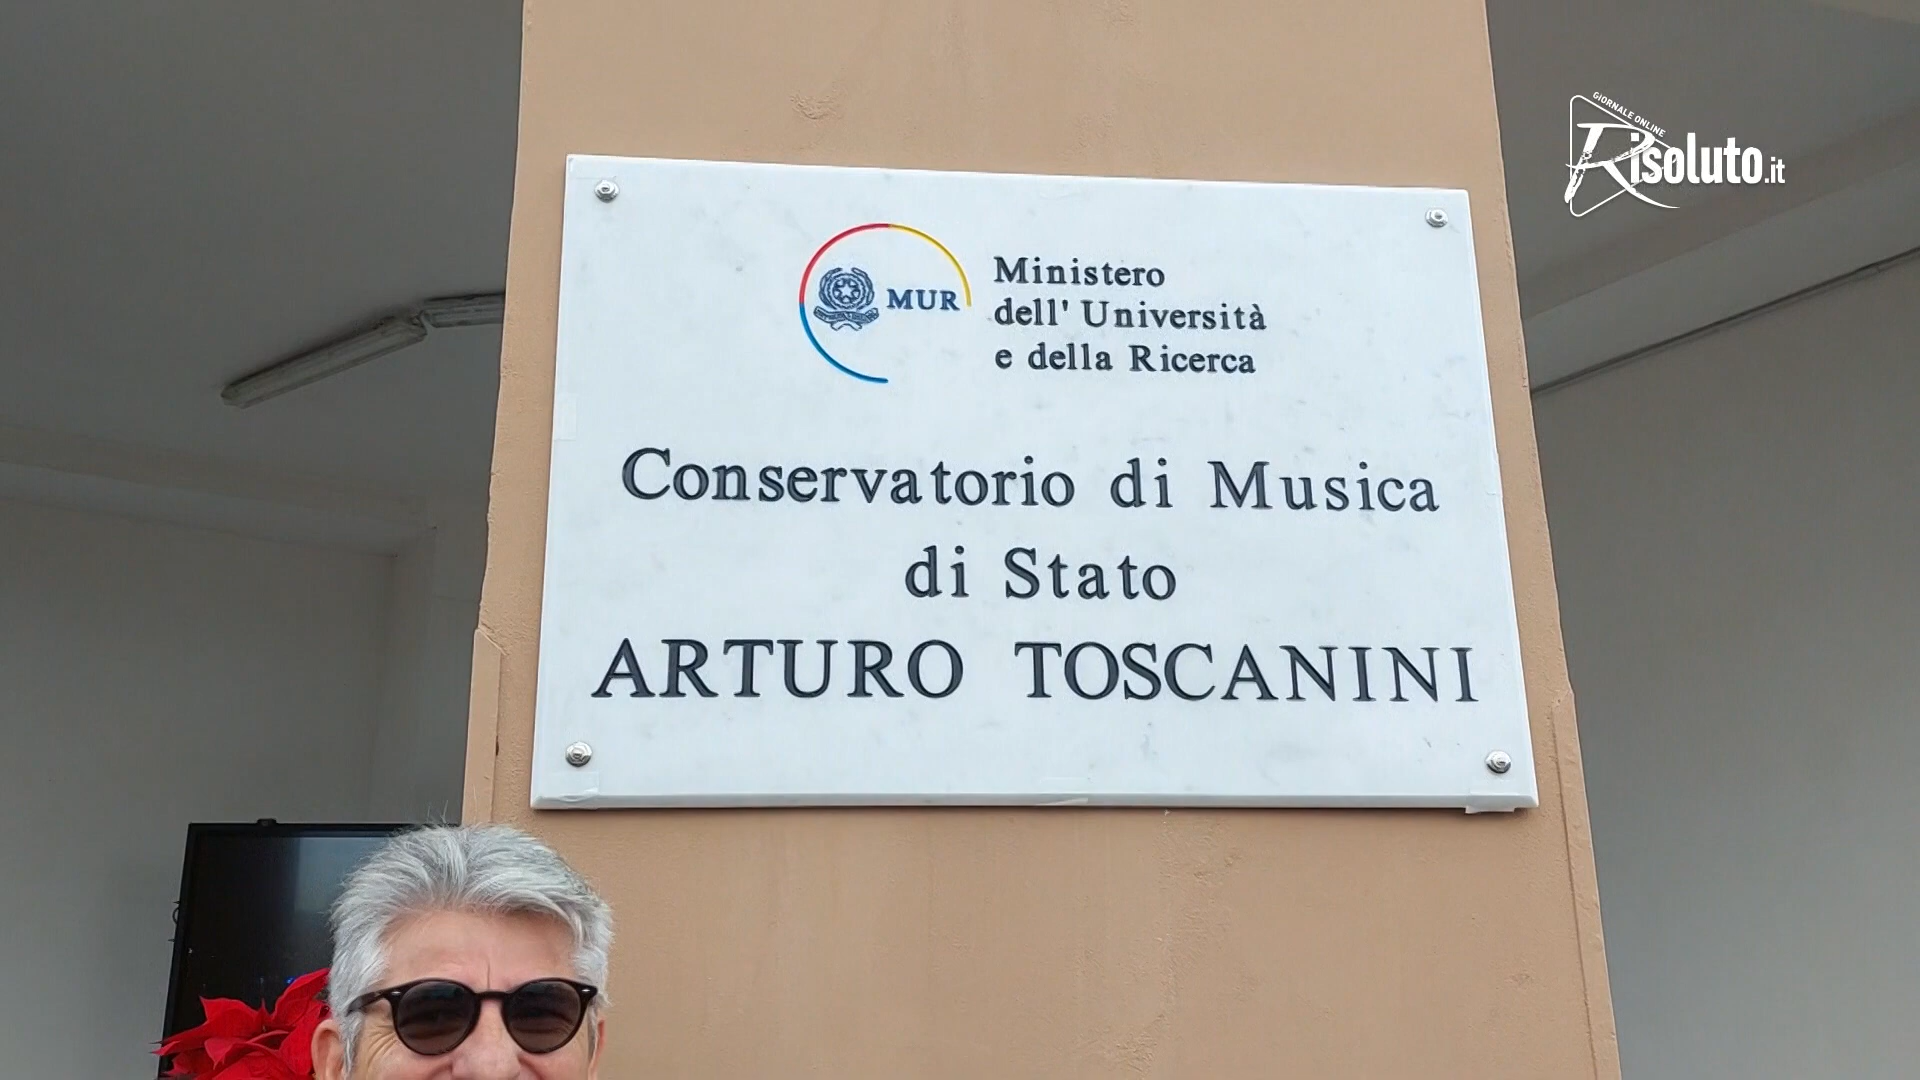 GIORNALE ONLINE
Risoluto.it
MUR
Ministero
dell' Università
e della Ricerca
Conservatorio di Musica
di Stato
ARTURO TOSCANINI